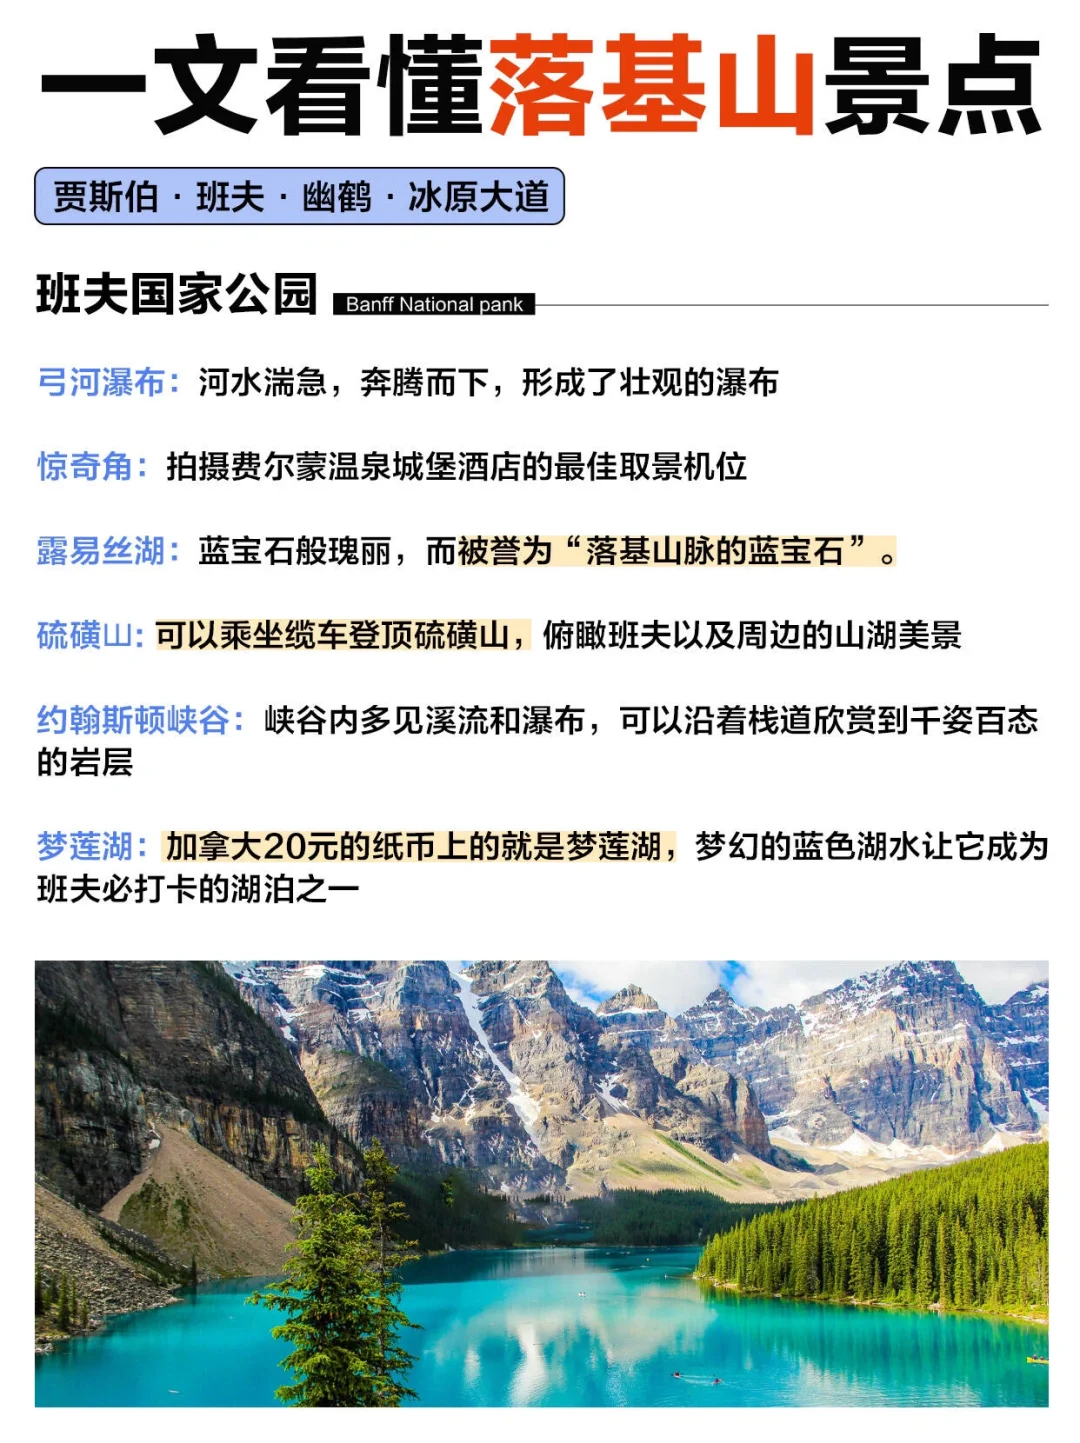 一文看懂落基山景点
贾斯伯 · 班夫 · 幽鹤 · 冰原大道
班夫国家公园 Banff National pank
弓河瀑布：河水湍急，奔腾而下，形成了壮观的瀑布
惊奇角：拍摄费尔蒙温泉城堡酒店的最佳取景机位
露易丝湖：蓝宝石般瑰丽，而被誉为“落基山脉的蓝宝石”。
硫磺山：可以乘坐缆车登顶硫磺山，俯瞰班夫以及周边的山湖美景
约翰斯顿峡谷：峡谷内多见溪流和瀑布，可以沿着栈道欣赏到千姿百态
的岩层
梦莲湖：加拿大20元的纸币上的就是梦莲湖，梦幻的蓝色湖水让它成为
班夫必打卡的湖泊之一